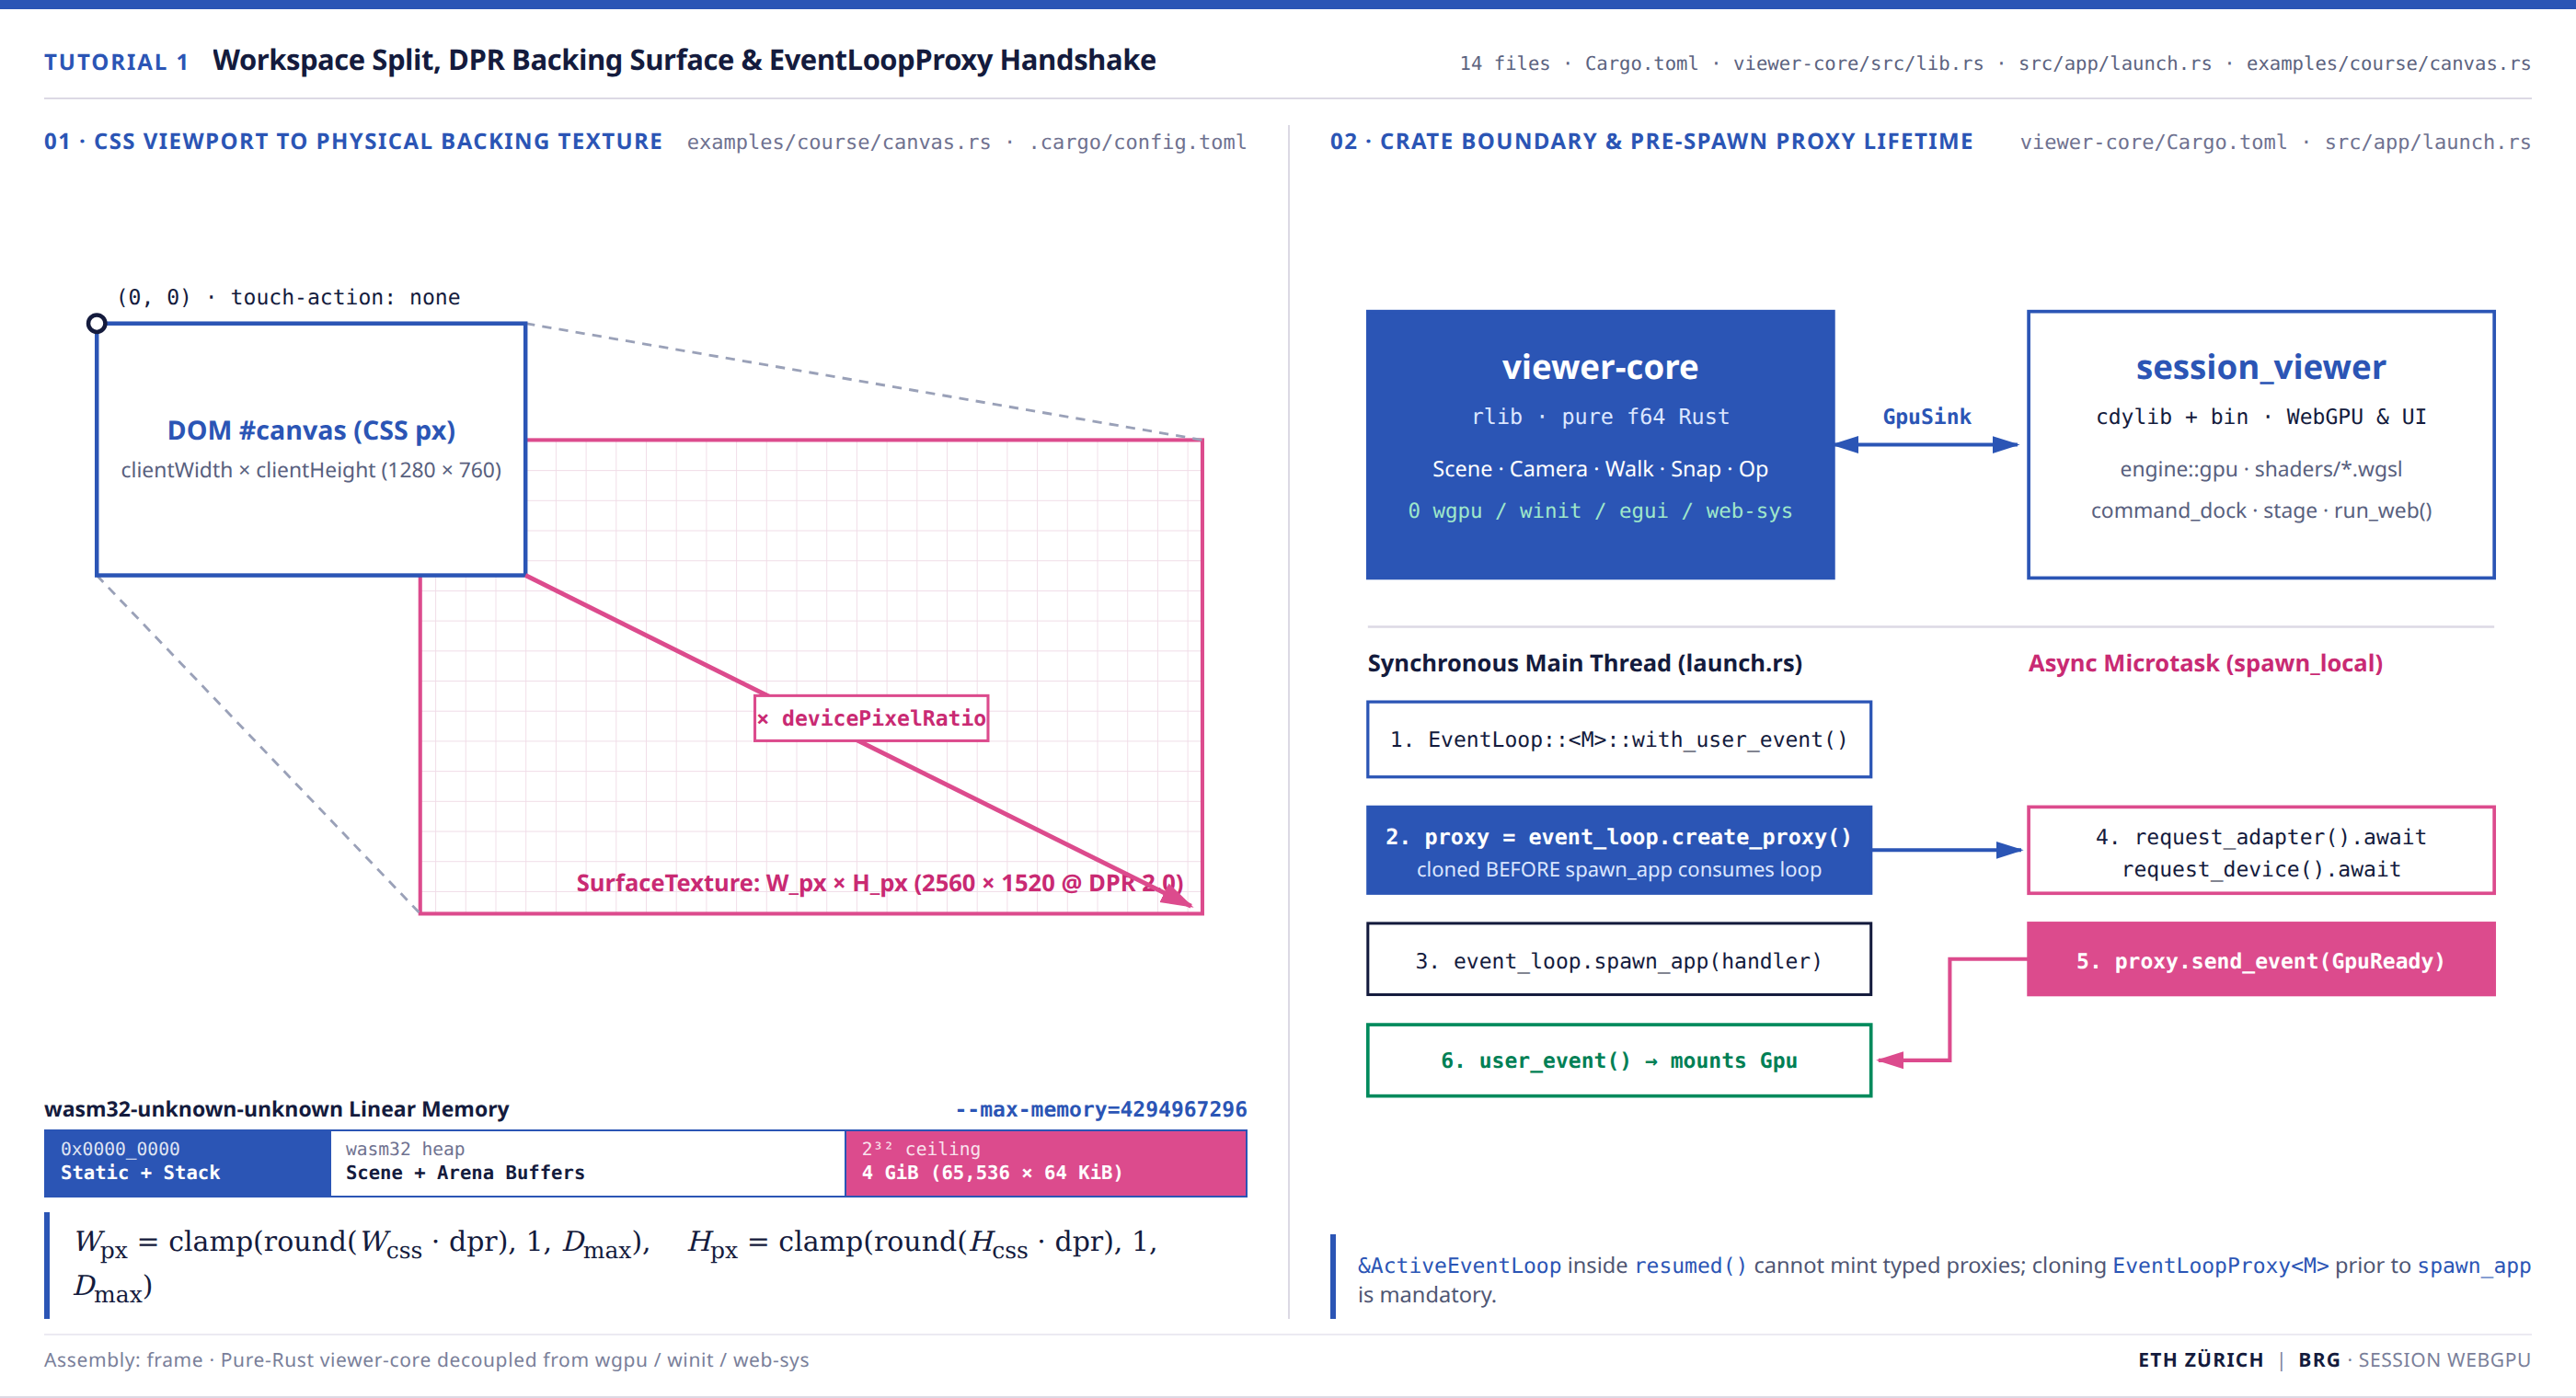 TUTORIAL 1 Workspace Split, DPR Backing Surface & EventLoopProxy Handshake
14 files · Cargo.toml · viewer-core/src/lib.rs · src/app/launch.rs · examples/course/canvas.rs
01 · CSS VIEWPORT TO PHYSICAL BACKING TEXTURE examples/course/canvas.rs · .cargo/config.toml
(0, 0) · touch-action: none
DOM #canvas (CSS px)
clientWidth × clientHeight (1280 × 760)
× devicePixelRatio
SurfaceTexture: W_px × H_px (2560 × 1520 @ DPR 2.0)
wasm32-unknown-unknown Linear Memory
--max-memory=4294967296
0x0000_0000
Static + Stack
wasm32 heap
Scene + Arena Buffers
2³² ceiling
4 GiB (65,536 × 64 KiB)
W_px = clamp(round(W_css · dpr), 1, D_max), H_px = clamp(round(H_css · dpr), 1,
D_max)
02 · CRATE BOUNDARY & PRE-SPAWN PROXY LIFETIME viewer-core/Cargo.toml · src/app/launch.rs
viewer-core
rlib · pure f64 Rust
Scene · Camera · Walk · Snap · Op
0 wgpu / winit / egui / web-sys
GpuSink
session_viewer
cdylib + bin · WebGPU & UI
engine::gpu · shaders/*.wgsl
command_dock · stage · run_web()
Synchronous Main Thread (launch.rs)
Async Microtask (spawn_local)
1. EventLoop::<M>::with_user_event()
2. proxy = event_loop.create_proxy()
cloned BEFORE spawn_app consumes loop
3. event_loop.spawn_app(handler)
4. request_adapter().await
request_device().await
5. proxy.send_event(GpuReady)
6. user_event() → mounts Gpu
&ActiveEventLoop inside resumed() cannot mint typed proxies; cloning EventLoopProxy<M> prior to spawn_app
is mandatory.
Assembly: frame · Pure-Rust viewer-core decoupled from wgpu / winit / web-sys
ETH ZÜRICH | BRG · SESSION WEBGPU